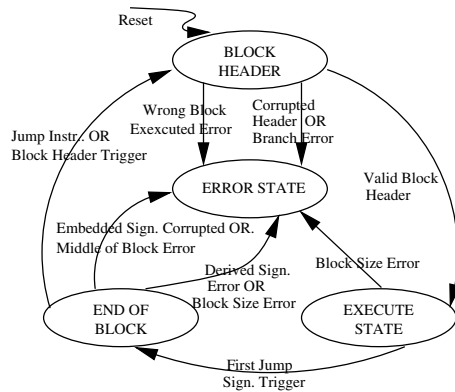 Reset
BLOCK
HEADER
Wrong Block
Exexcuted Error
Corrupted
Header OR
Branch Error
Jump Instr.. OR
Block Header Trigger
Valid Block
Header
ERROR STATE
Embedded Sign. Corrupted OR.
Middle of Block Error
Derived Sign.
Error OR
Block Size Error
Block Size Error
END OF
BLOCK
EXECUTE
STATE
First Jump
Sign. Trigger